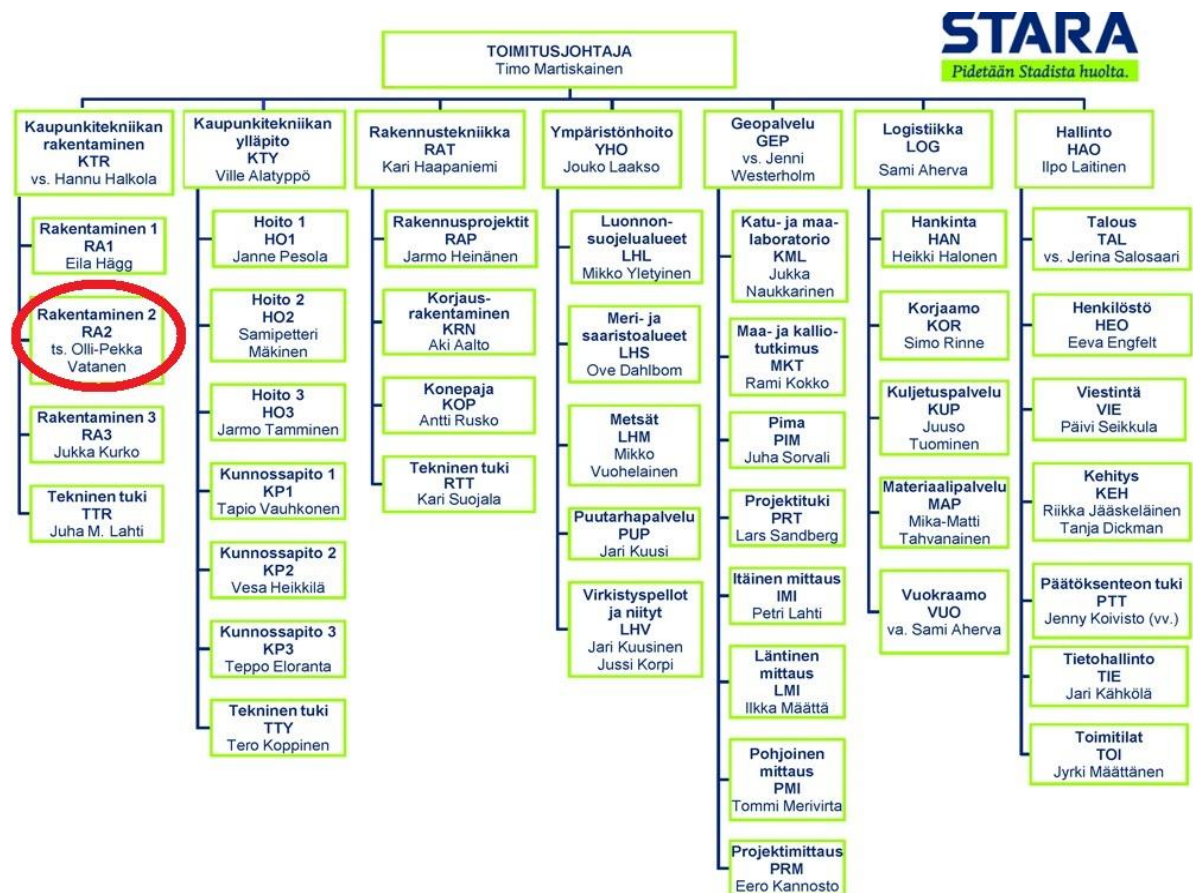 STARA
Pidetään Stadista huolta.
TOIMITUSJOHTAJA
Timo Martiskainen
Kaupunkitekniikan
rakentaminen
KTR
vs. Hannu Halkola
Rakentaminen 1
RA1
Eila Hägg
Rakentaminen 2
RA2
ts. Olli-Pekka
Vatanen
Rakentaminen 3
RA3
Jukka Kurko
Tekninen tuki
TTR
Juha M. Lahti
Kaupunkitekniikan
ylläpito
KTY
Ville Alatyppö
Hoito 1
HO1
Janne Pesola
Hoito 2
HO2
Samipetteri
Mäkinen
Hoito 3
HO3
Jarmo Tamminen
Kunnossapito 1
KP1
Tapio Vauhkonen
Kunnossapito 2
KP2
Vesa Heikkilä
Kunnossapito 3
KP3
Teppo Eloranta
Tekninen tuki
TTY
Tero Koppinen
Rakennustekniikka
RAT
Kari Haapaniemi
Rakennusprojektit
RAP
Jarmo Heinänen
Korjaus-
rakentaminen
KRN
Aki Aalto
Konepaja
KOP
Antti Rusko
Tekninen tuki
RTT
Kari Suojala
Ympäristönhoito
YHO
Jouko Laakso
Luonnon-
suojelualueet
LHL
Mikko Yletyinen
Meri- ja
saaristoalueet
LHS
Ove Dahlbom
Metsät
LHM
Mikko
Vuohelainen
Puutarhapalvelu
PUP
Jari Kuusi
Virkistyspellot
ja niityt
LHV
Jari Kuusinen
Jussi Korpi
Geopalvelu
GEP
vs. Jenni
Westerholm
Katu- ja maa-
laboratorio
KML
Jukka
Naukkarinen
Maa- ja kallio-
tutkimus
MKT
Rami Kokko
Pima
PIM
Juha Sorvali
Projektituki
PRT
Lars Sandberg
Itäinen mittaus
IMI
Petri Lahti
Läntinen
mittaus
LMI
Ilkka Määttä
Pohjoinen
mittaus
PMI
Tommi Merivirta
Projektimittaus
PRM
Eero Kannosto
Logistiikka
LOG
Sami Aherva
Hankinta
HAN
Heikki Halonen
Korjaamo
KOR
Simo Rinne
Kuljetuspalvelu
KUP
Juuso
Tuominen
Materiaalipalvelu
MAP
Mika-Matti
Tahvanainen
Vuokraamo
VUO
va. Sami Aherva
Hallinto
HAO
Ilpo Laitinen
Talous
TAL
vs. Jerina Salosaari
Henkilöstö
HEO
Eeva Engfelt
Viestintä
VIE
Päivi Seikkula
Kehitys
KEH
Riikka Jääskeläinen
Tanja Dickman
Päätöksenteon tuki
PTT
Jenny Koivisto (vv.)
Tietohallinto
TIE
Jari Kähkölä
Toimitilat
TOI
Jyrki Määttänen